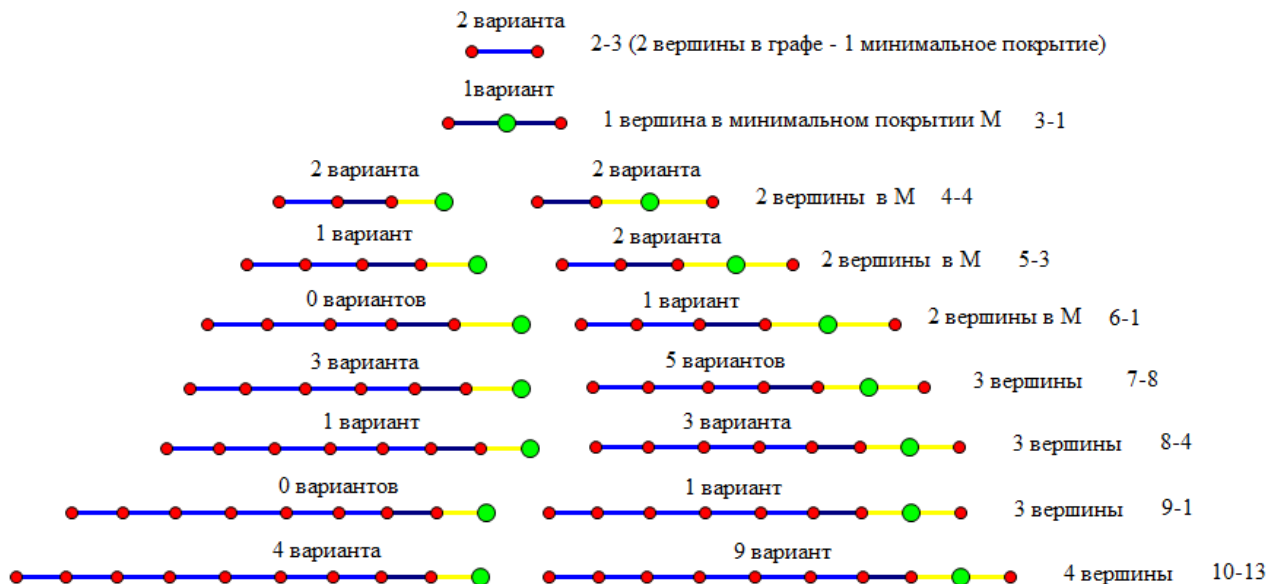 2 варианта
2-3 (2 вершины в графе - 1 минимальное покрытие)
1вариант
1 вершина в минимальном покрытии М 3-1
2 варианта 2 варианта
2 вершины в М 4-4
1 вариант 2 варианта
2 вершины в М 5-3
0 вариантов 1 вариант
2 вершины в М 6-1
3 варианта 5 вариантов
3 вершины 7-8
1 вариант 3 варианта
3 вершины 8-4
0 вариантов 1 вариант
3 вершины 9-1
4 варианта 9 вариант
4 вершины 10-13